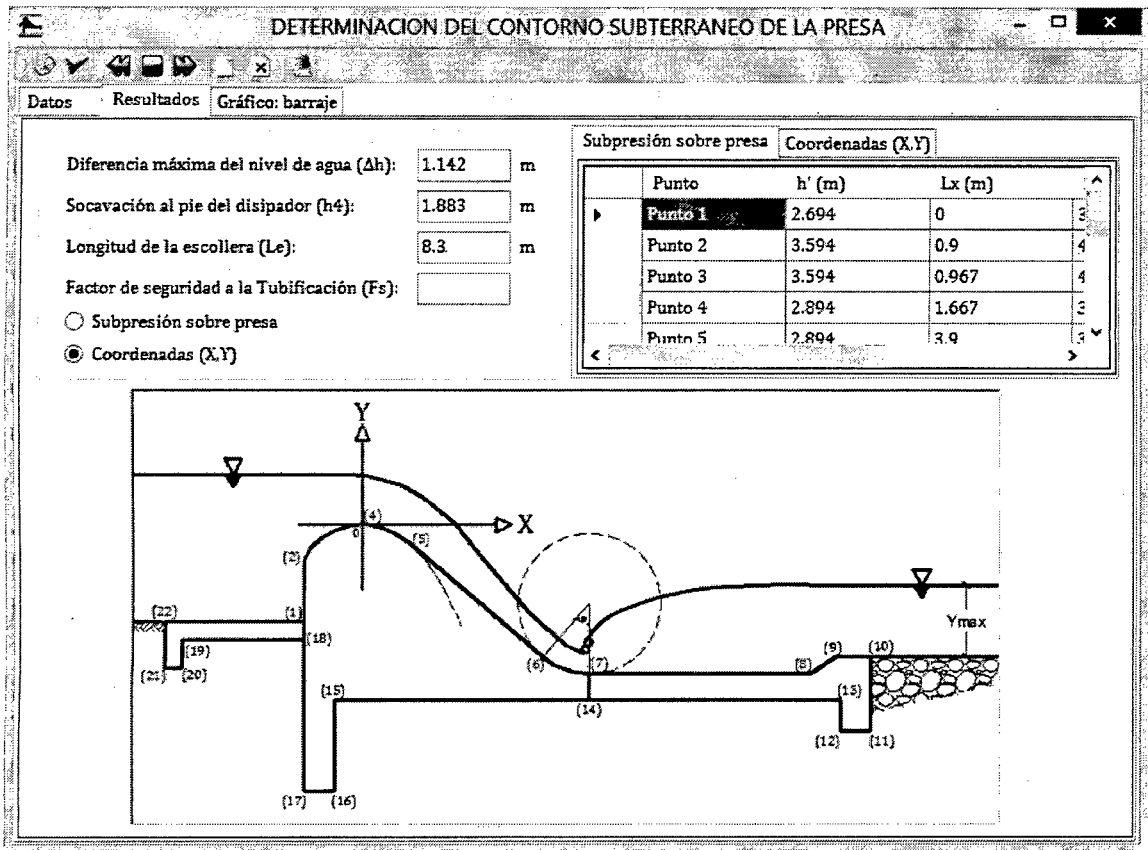 DETERMINACION DEL CONTORNO SUBTERRANEO DE LA PRESA
Datos Resultados Gráfico: barraje
Diferencia máxima del nivel de agua (Δh): 1.142 m
Socavación al pie del disipador (h4): 1.883 m
Longitud de la escollera (Le): 8.3 m
Factor de seguridad a la Tubificación (Fs):
Subpresión sobre presa
Coordenadas (X,Y)
Subpresión sobre presa Coordenadas (X,Y)
Punto h' (m) Lx (m)
Punto 1 2.694 0 3
Punto 2 3.594 0.9 4
Punto 3 3.594 0.967 4
Punto 4 2.894 1.667 3
Punto 5 2.894 3.9 3
Y
X
0
(4)
(5)
(2)
(22) (1)
(18)
(19)
(21) (20)
(6) (7) (8) (9) (10)
Ymax
(15) (13)
(14)
(12) (11)
(17) (16)